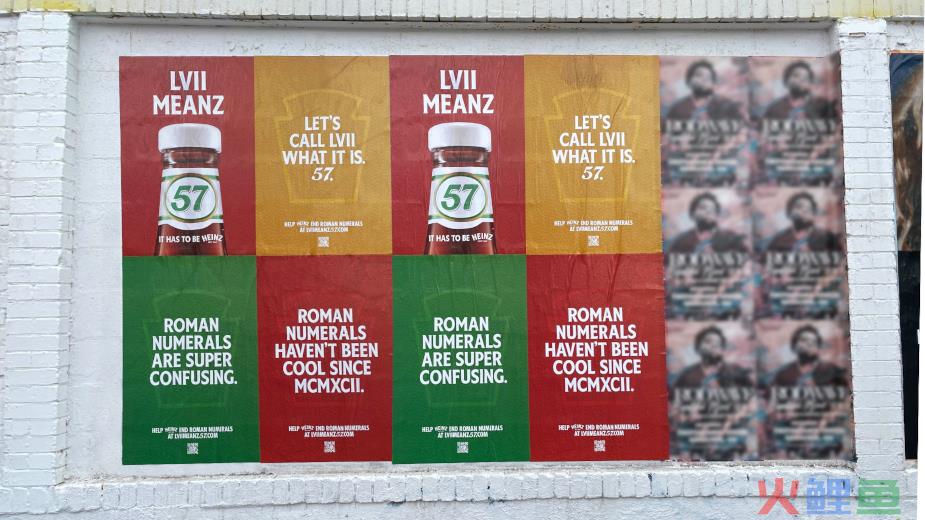 LVII
MEANZ
57
IT HAS TO BE HEINZ
LET'S
CALL LVII
WHAT IT IS.
57.
HELP HEINZ END ROMAN NUMERALS
AT LVIIMEANZ57.COM
LVII
MEANZ
57
IT HAS TO BE HEINZ
LET'S
CALL LVII
WHAT IT IS.
57.
HELP HEINZ END ROMAN NUMERALS
AT LVIIMEANZ57.COM
ROMAN
NUMERALS
ARE SUPER
CONFUSING.
HELP HEINZ END ROMAN NUMERALS
AT LVIIMEANZ57.COM
ROMAN
NUMERALS
HAVEN'T BEEN
COOL SINCE
MCMXCII.
HELP HEINZ END ROMAN NUMERALS
AT LVIIMEANZ57.COM
ROMAN
NUMERALS
ARE SUPER
CONFUSING.
HELP HEINZ END ROMAN NUMERALS
AT LVIIMEANZ57.COM
ROMAN
NUMERALS
HAVEN'T BEEN
COOL SINCE
MCMXCII.
HELP HEINZ END ROMAN NUMERALS
AT LVIIMEANZ57.COM
火鲤鱼